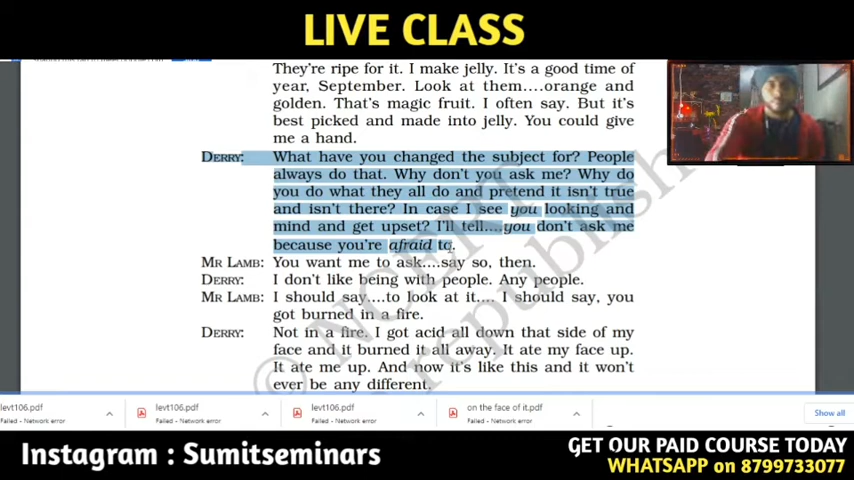 LIVE CLASS
They're ripe for it. I make jelly. It's a good time of
year, September. Look at them....orange and
golden. That's magic fruit. I often say. But it's
best picked and made into jelly. You could give
me a hand.
DERRY: What have you changed the subject for? People
always do that. Why don't you ask me? Why do
you do what they all do and pretend it isn't true
and isn't there? In case I see you looking and
mind and get upset? I'll tell....you don't ask me
because you're afraid to.
MR LAMB: You want me to ask....say so, then.
DERRY: I don't like being with people. Any people.
MR LAMB: I should say....to look at it.... I should say, you
got burned in a fire.
DERRY: Not in a fire. I got acid all down that side of my
face and it burned it all away. It ate my face up.
It ate me up. And now it's like this and it won't
ever be any different.
© NCERT
republish
levt106.pdf levt106.pdf levt106.pdf on the face of it.pdf Show all
Failed - Network error Failed - Network error Failed - Network error Failed - Network error
Instagram : Sumitseminars
GET OUR PAID COURSE TODAY
WHATSAPP on 8799733077